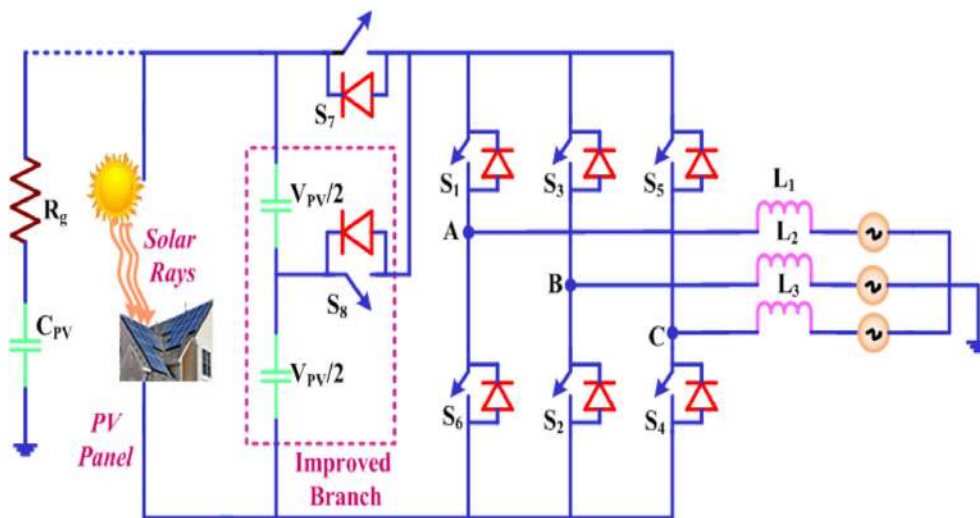 S7
Rg
Solar
Rays
CPV
PV
Panel
VPV/2
S8
VPV/2
Improved
Branch
S1
S3
S5
A
B
C
S6
S2
S4
L1
L2
L3